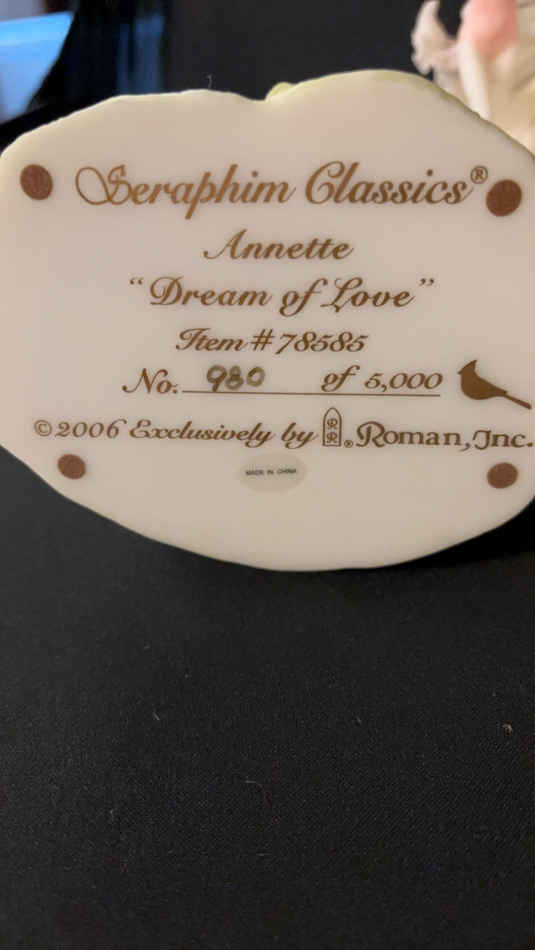 Seraphim Classics®
Annette
“Dream of Love”
Item # 78585
No. 980 of 5,000
©2006 Exclusively by RR ® Roman, Inc.
MADE IN CHINA